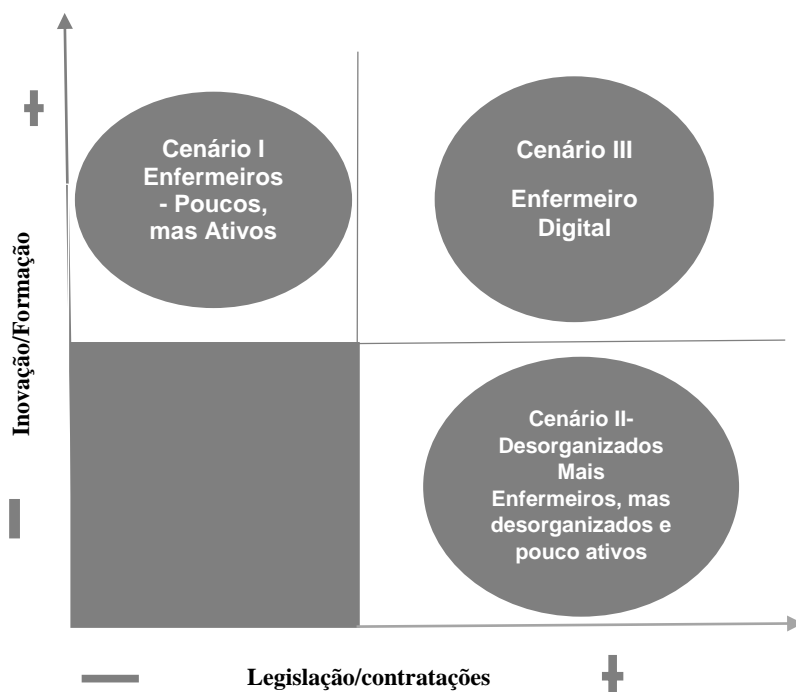 Cenário I
Enfermeiros
- Poucos,
mas Ativos
Cenário III
Enfermeiro
Digital
Inovação/Formação
Cenário II-
Desorganizados
Mais
Enfermeiros, mas
desorganizados e
pouco ativos
Legislação/contratações